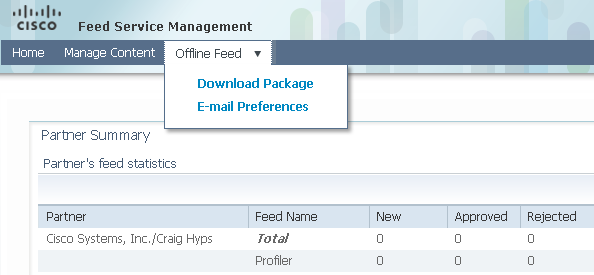 CISCO
Feed Service Management
Home Manage Content Offline Feed ▼
Download Package
E-mail Preferences
Partner Summary
Partner's feed statistics
Partner Feed Name New Approved Rejected
Cisco Systems, Inc./Craig Hyps Total 0 0 0
Profiler 0 0 0